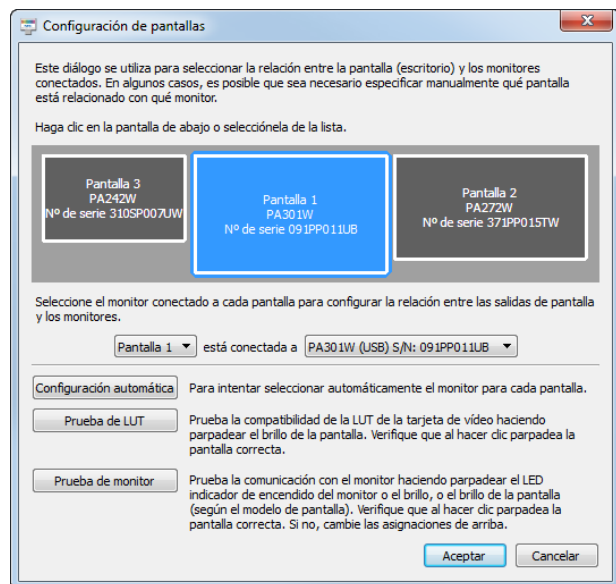 Configuración de pantallas
Este diálogo se utiliza para seleccionar la relación entre la pantalla (escritorio) y los monitores
conectados. En algunos casos, es posible que sea necesario especificar manualmente qué pantalla
está relacionado con qué monitor.
Haga clic en la pantalla de abajo o selecciónela de la lista.
Pantalla 3
PA242W
Nº de serie 310SP007UW
Pantalla 1
PA301W
Nº de serie 091PP011UB
Pantalla 2
PA272W
Nº de serie 371PP015TW
Seleccione el monitor conectado a cada pantalla para configurar la relación entre las salidas de pantalla
y los monitores.
Pantalla 1 está conectada a PA301W (USB) S/N: 091PP011UB
Configuración automática Para intentar seleccionar automáticamente el monitor para cada pantalla.
Prueba de LUT Prueba la compatibilidad de la LUT de la tarjeta de vídeo haciendo
parpadear el brillo de la pantalla. Verifique que al hacer clic parpadea la
pantalla correcta.
Prueba de monitor Prueba la comunicación con el monitor haciendo parpadear el LED
indicador de encendido del monitor o el brillo, o el brillo de la pantalla
(según el modelo de pantalla). Verifique que al hacer clic parpadea la
pantalla correcta. Si no, cambie las asignaciones de arriba.
Aceptar Cancelar